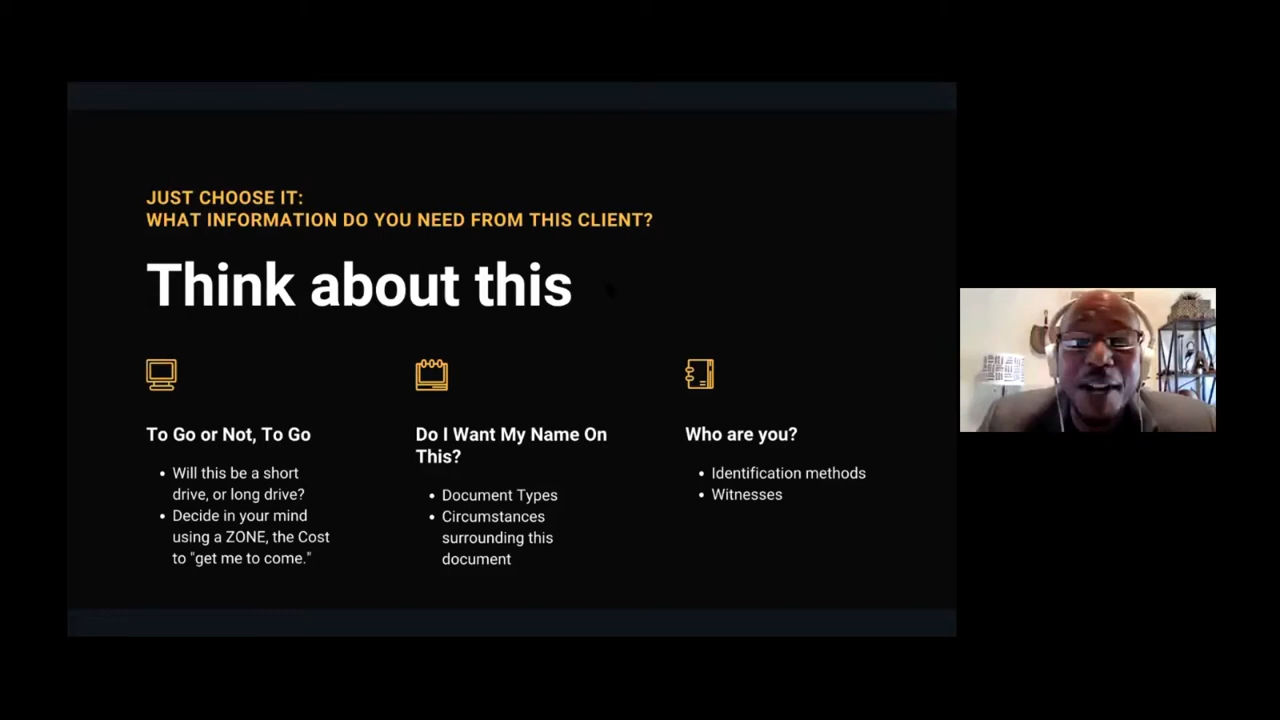 JUST CHOOSE IT:
WHAT INFORMATION DO YOU NEED FROM THIS CLIENT?
Think about this
To Go or Not, To Go
• Will this be a short
drive, or long drive?
• Decide in your mind
using a ZONE, the Cost
to "get me to come."
Do I Want My Name On
This?
• Document Types
• Circumstances
surrounding this
document
Who are you?
• Identification methods
• Witnesses